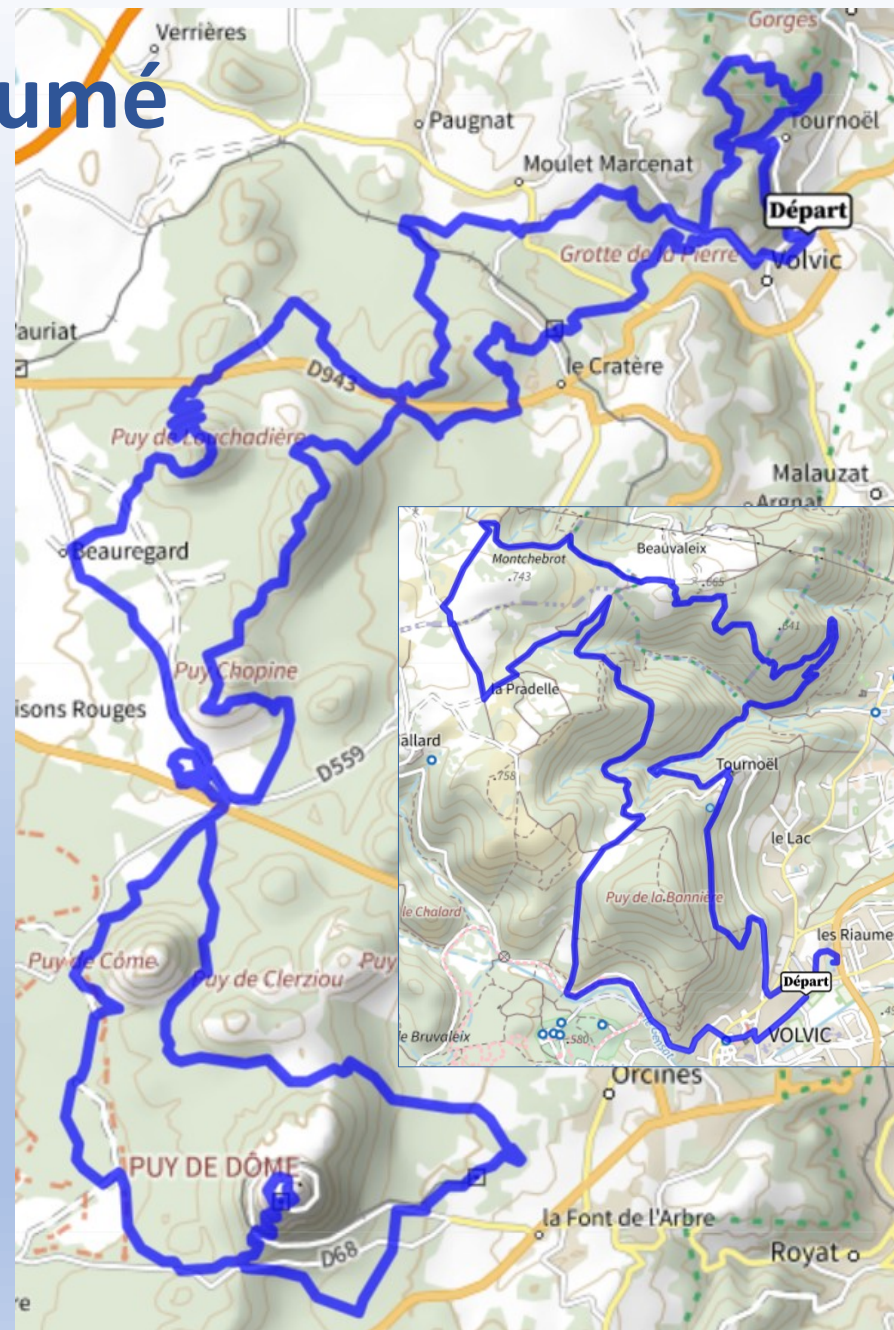 Verrières
Gorges
umé
Paugnat
Tournoël
Moulet Marcenat
Départ
Grotte de la Pierre
Volvic
auriat
D943
le Cratère
Puy de Louchadière
Malauzat
Argnat
Beauregard
Puy Chopine
isons Rouges
D559
Puy de Côme
Puy de Clerziou
Puy
Orcines
PUY DE DÔME
la Font de l'Arbre
D68
Royat
re
Beauvaleix
Montchebrot
.743
.665
.641
la Pradelle
allard
Tournoël
.758
le Lac
Puy de la Bannière
le Chalard
les Riaume
Départ
e Bruvaleix
.580
VOLVIC